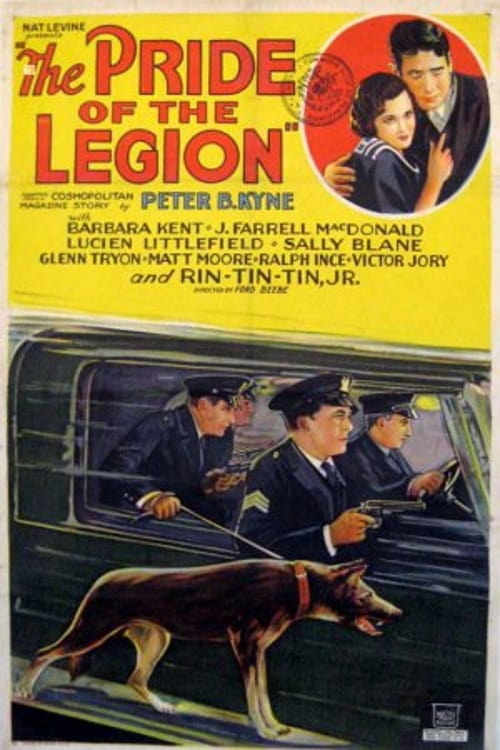 NAT LEVINE
presents
"The PRIDE
OF THE
LEGION"
COSMOPOLITAN
MAGAZINE STORY by PETER B. KYNE
with
BARBARA KENT • J. FARRELL MACDONALD
LUCIEN LITTLEFIELD • SALLY BLANE
GLENN TRYON • MATT MOORE • RALPH INCE • VICTOR JORY
and RIN-TIN-TIN, JR.
DIRECTED BY FORD BEEBE